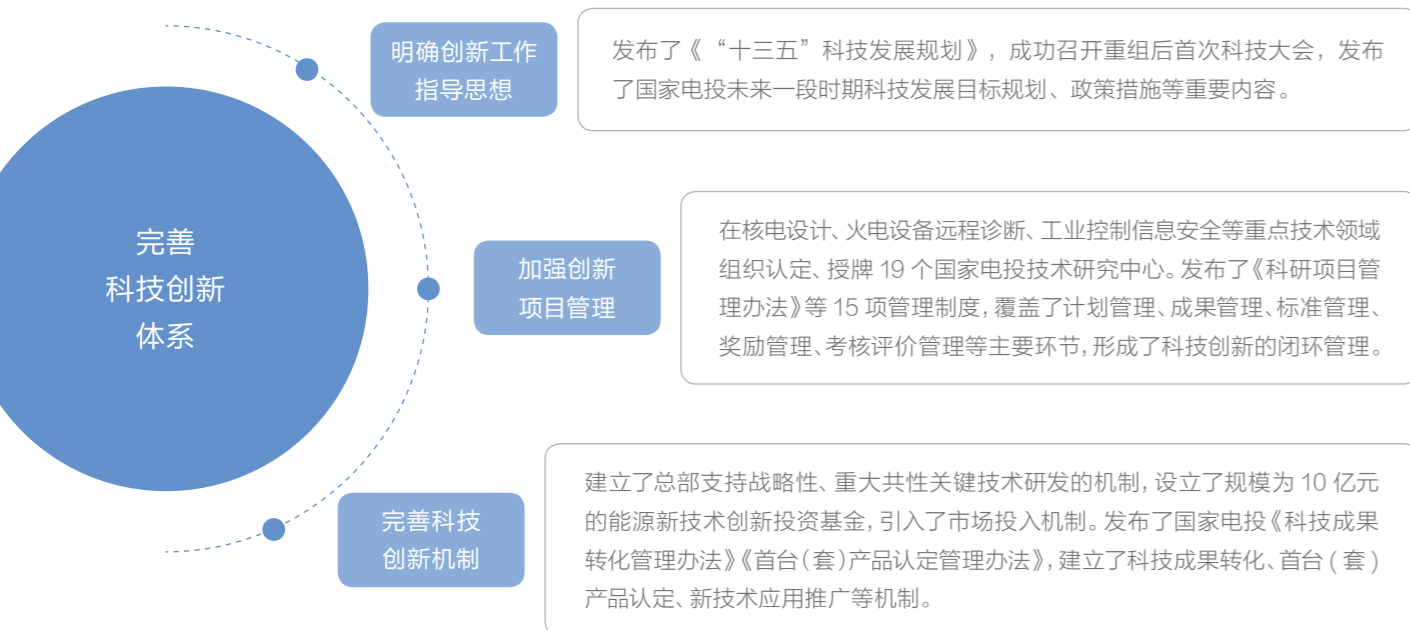 完善
科技创新
体系
明确创新工作
指导思想
发布了《“十三五”科技发展规划》，成功召开重组后首次科技大会，发布
了国家电投未来一段时期科技发展目标规划、政策措施等重要内容。
加强创新
项目管理
在核电设计、火电设备远程诊断、工业控制信息安全等重点技术领域
组织认定、授牌 19 个国家电投技术研究中心。发布了《科研项目管
理办法》等 15 项管理制度，覆盖了计划管理、成果管理、标准管理、
奖励管理、考核评价管理等主要环节，形成了科技创新的闭环管理。
完善科技
创新机制
建立了总部支持战略性、重大共性关键技术研发的机制，设立了规模为 10 亿元
的能源新技术创新投资基金，引入了市场投入机制。发布了国家电投《科技成果
转化管理办法》《首台（套）产品认定管理办法》，建立了科技成果转化、首台 ( 套 )
产品认定、新技术应用推广等机制。